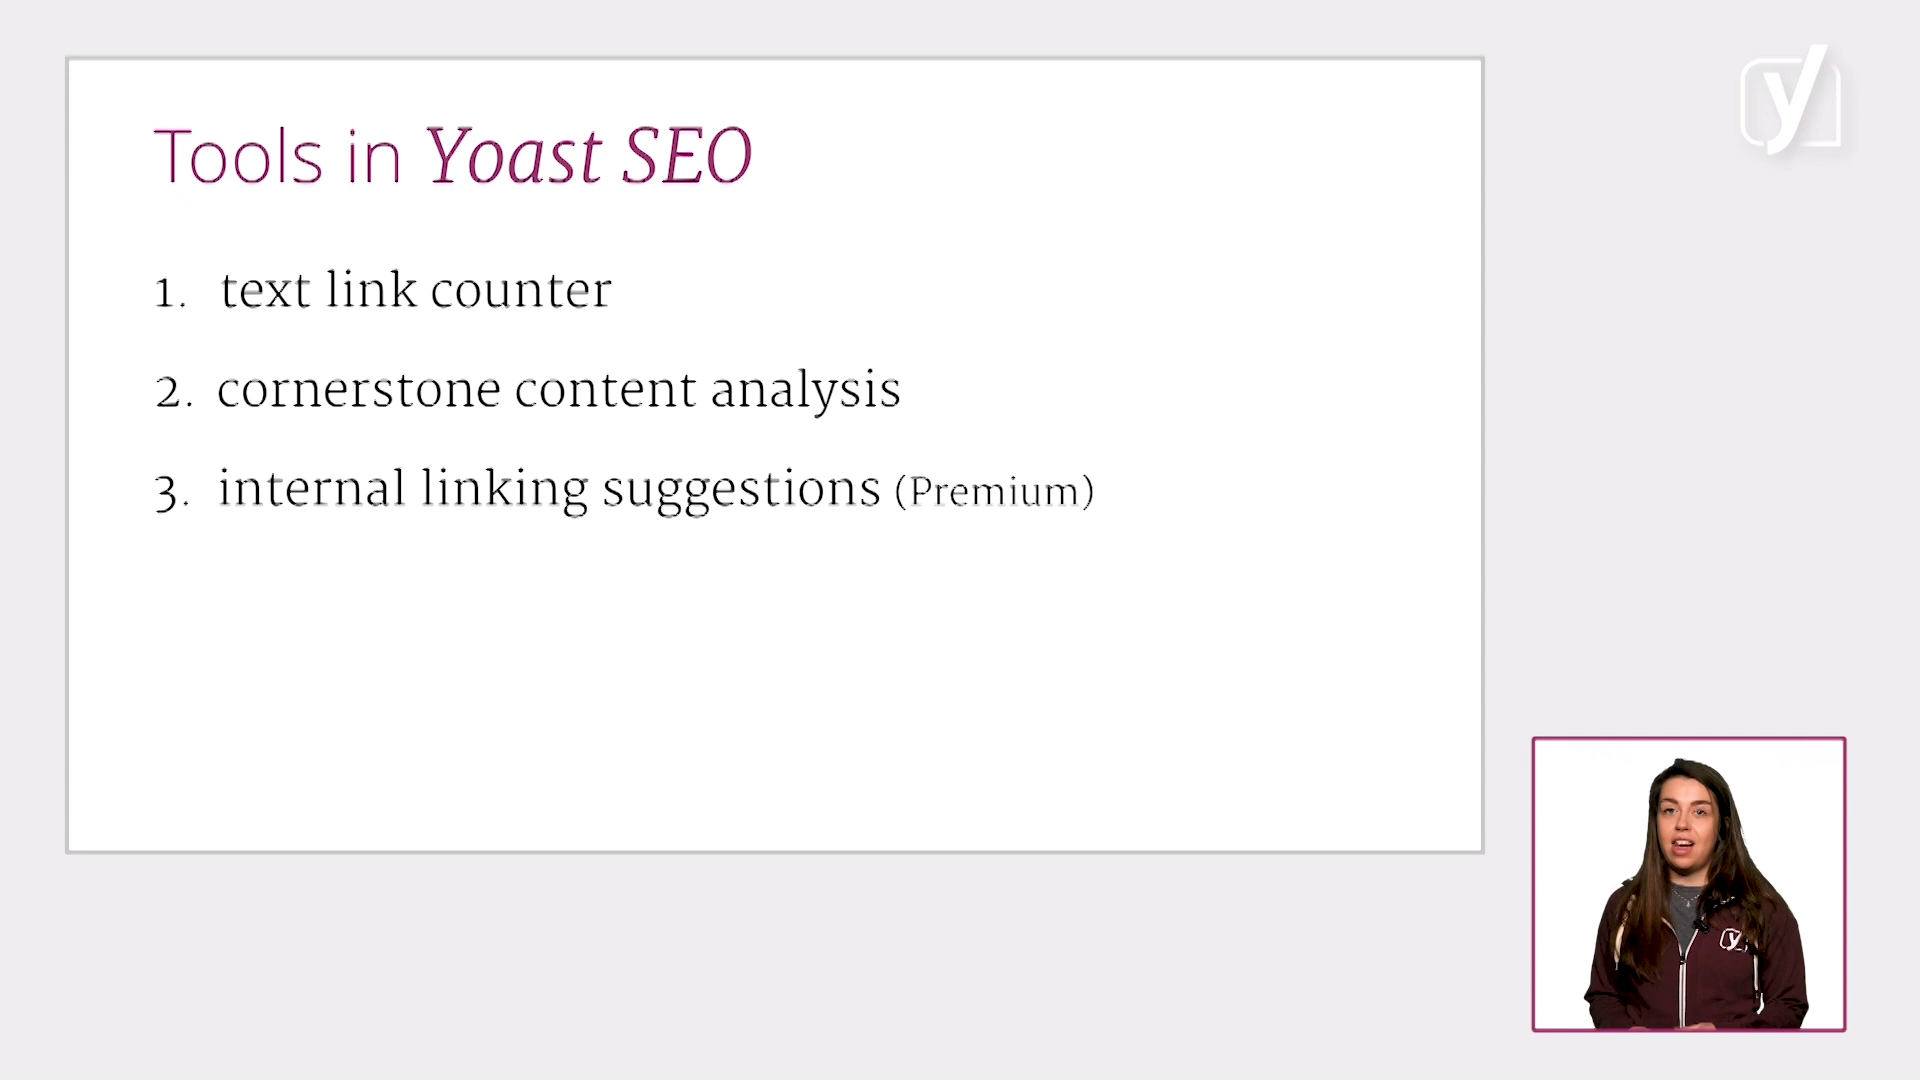 Tools in Yoast SEO
1. text link counter
2. cornerstone content analysis
3. internal linking suggestions (Premium)
y
y